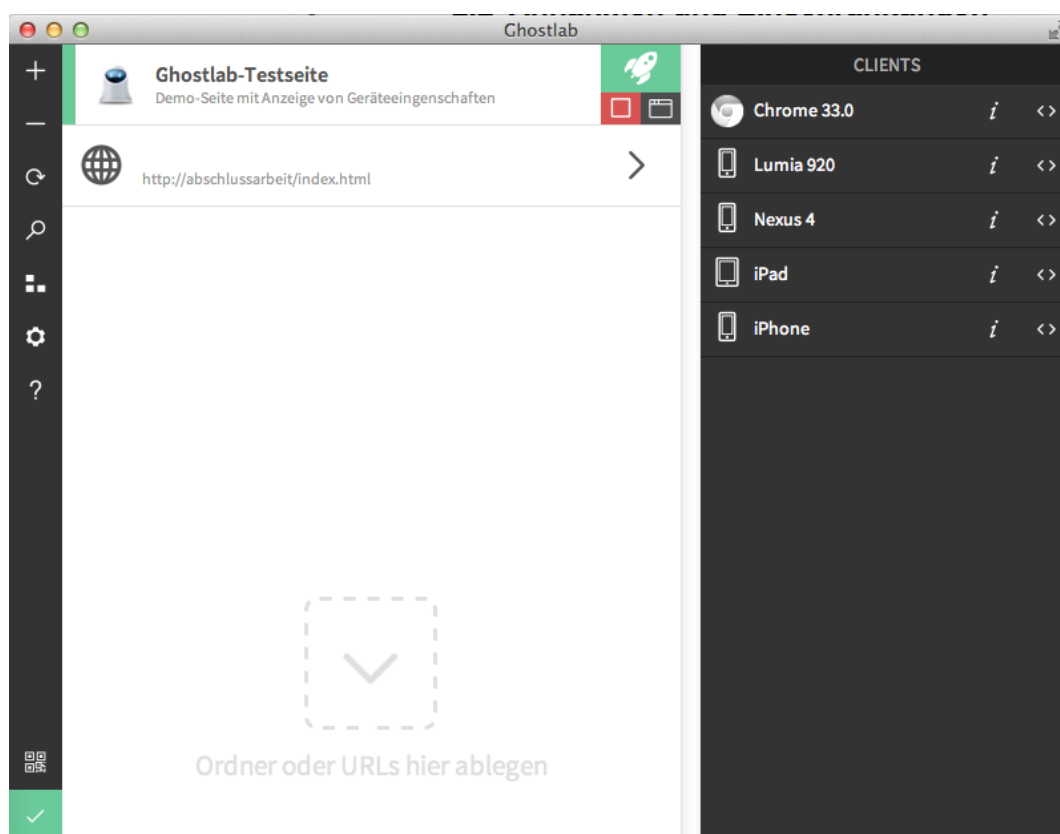 Ghostlab
Ghostlab-Testseite
Demo-Seite mit Anzeige von Geräteeingenschaften
http://abschlussarbeit/index.html
Ordner oder URLs hier ablegen
CLIENTS
Chrome 33.0
Lumia 920
Nexus 4
iPad
iPhone